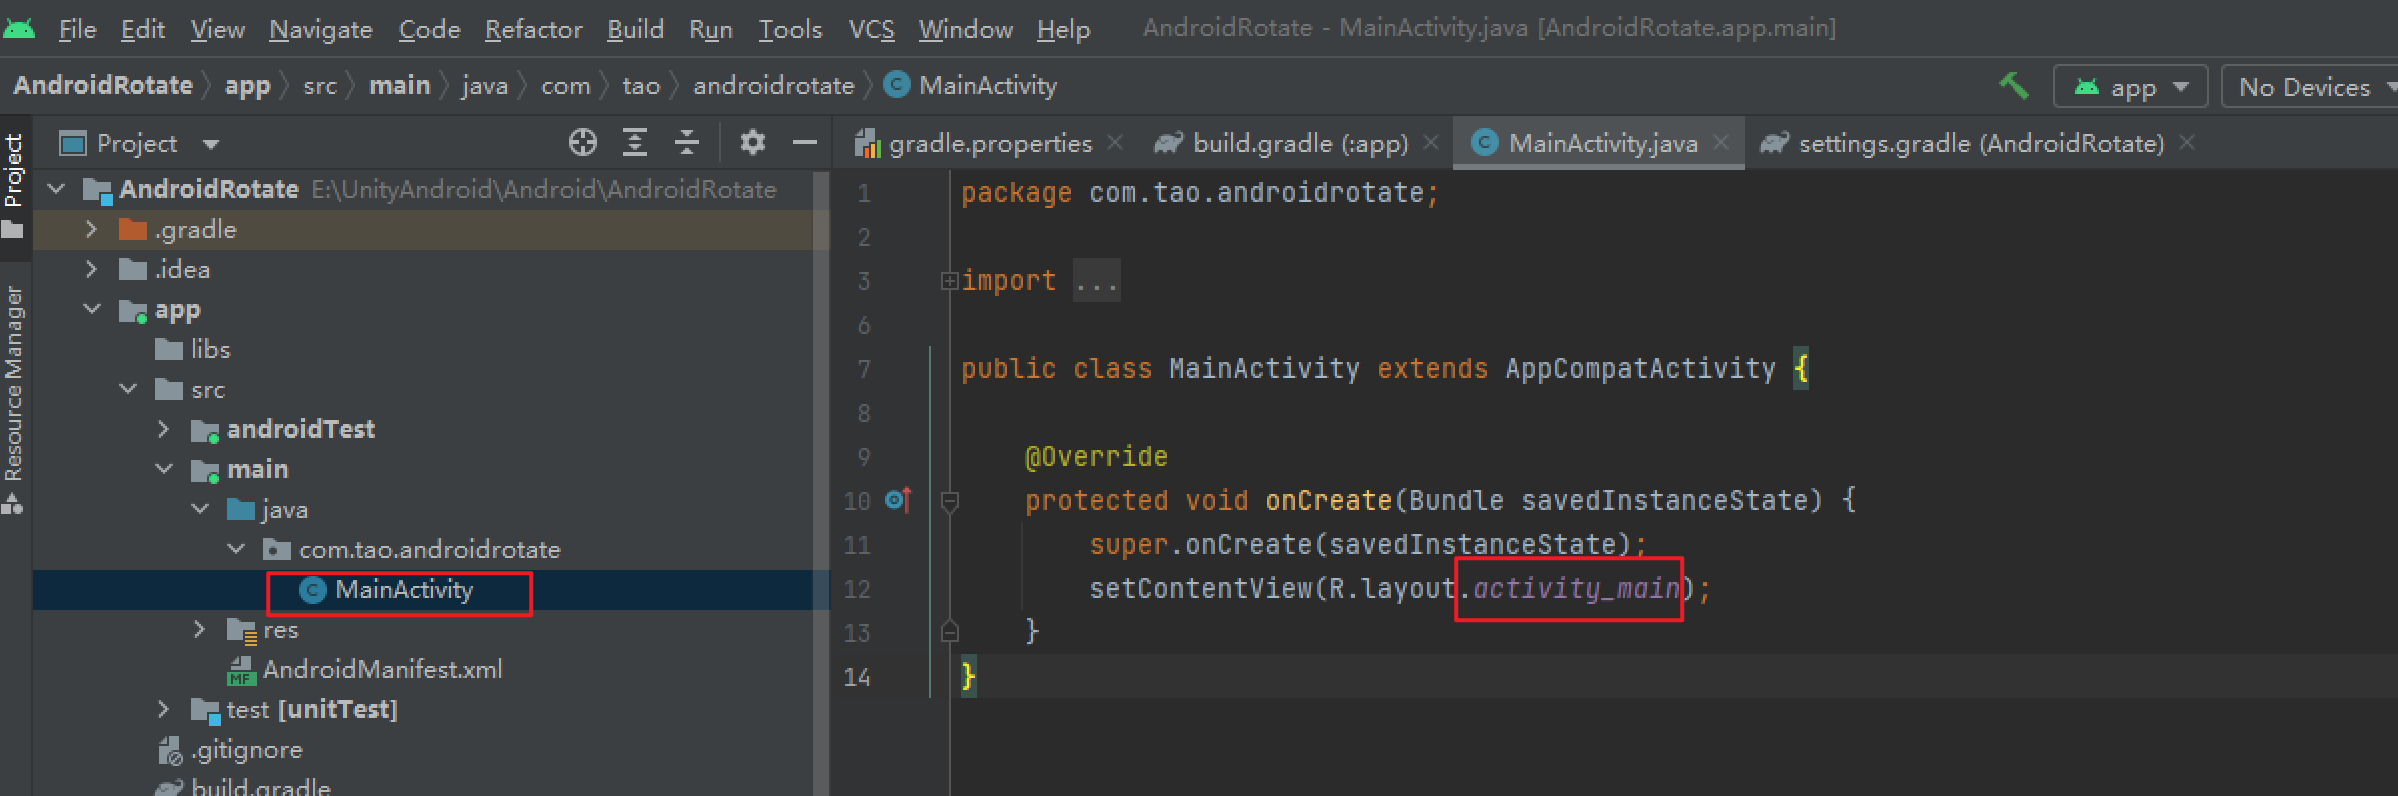 File Edit View Navigate Code Refactor Build Run Tools VCS Window Help AndroidRotate - MainActivity.java [AndroidRotate.app.main]
AndroidRotate app src main java com tao androidrotate C MainActivity app No Devices
Project
Resource Manager
Project
AndroidRotate E:\UnityAndroid\Android\AndroidRotate
.gradle
.idea
app
libs
src
androidTest
main
java
com.tao.androidrotate
C MainActivity
res
MF AndroidManifest.xml
test [unitTest]
.gitignore
build.gradle
gradle.properties build.gradle (:app) C MainActivity.java settings.gradle (AndroidRotate)
1 package com.tao.androidrotate;
2
3 import ...
6
7 public class MainActivity extends AppCompatActivity {
8
9 @Override
10 protected void onCreate(Bundle savedInstanceState) {
11 super.onCreate(savedInstanceState);
12 setContentView(R.layout.activity_main);
13 }
14 }